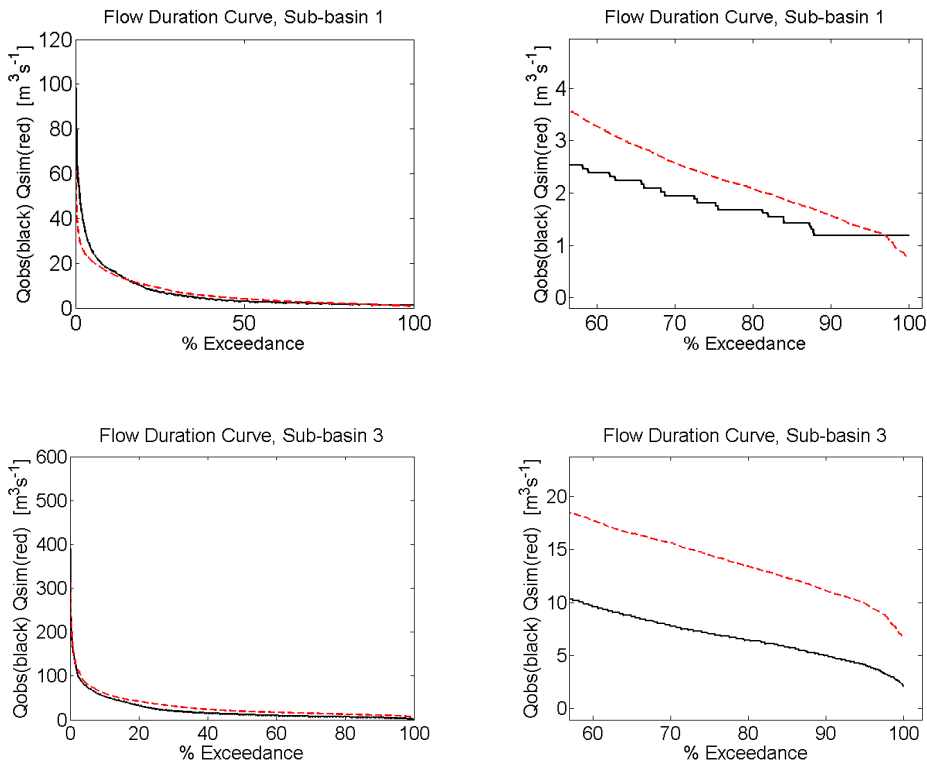 Flow Duration Curve, Sub-basin 1
120
100
80
60
40
20
0
0 50 100
% Exceedance
Qobs(black) Qsim(red) [m³s⁻¹]
Flow Duration Curve, Sub-basin 1
4
3
2
1
0
60 70 80 90 100
% Exceedance
Qobs(black) Qsim(red) [m³s⁻¹]
Flow Duration Curve, Sub-basin 3
600
500
400
300
200
100
0
0 20 40 60 80 100
% Exceedance
Qobs(black) Qsim(red) [m³s⁻¹]
Flow Duration Curve, Sub-basin 3
20
15
10
5
0
60 70 80 90 100
% Exceedance
Qobs(black) Qsim(red) [m³s⁻¹]